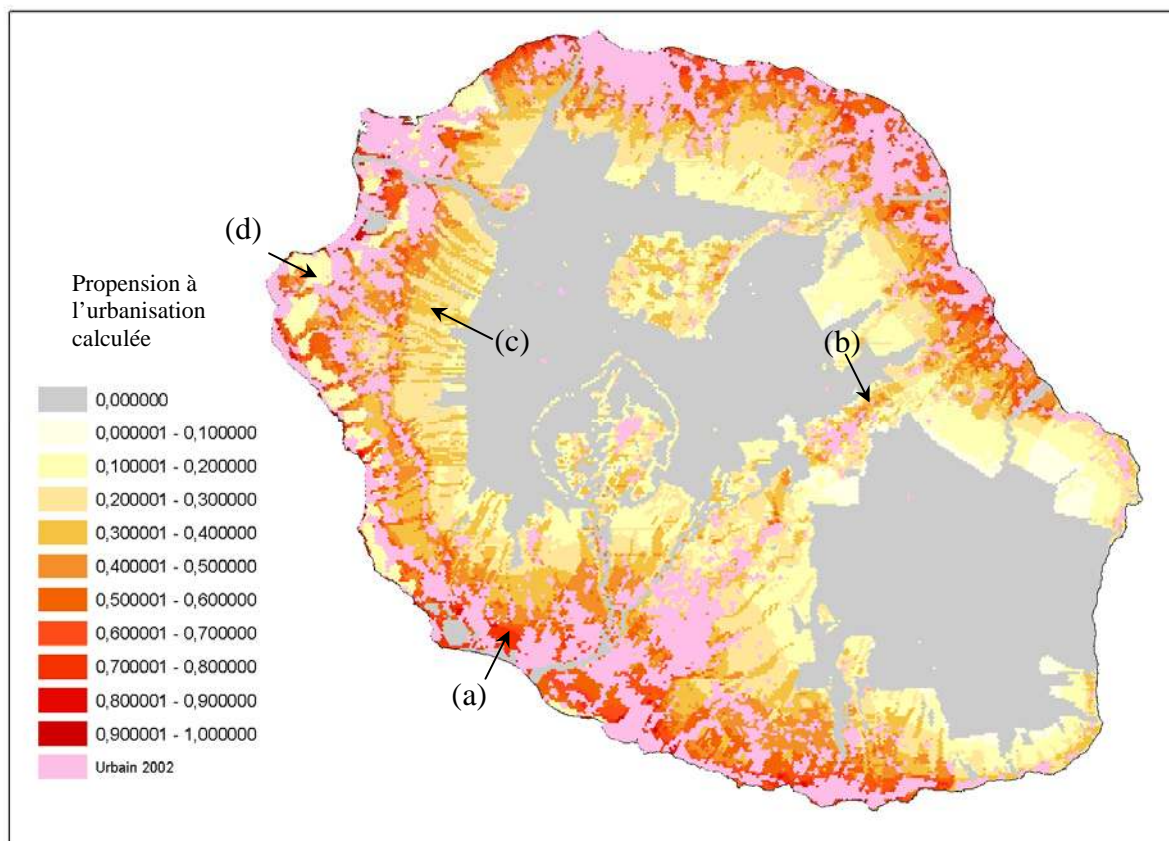 (d)
Propension à
l'urbanisation
calculée
(c)
(b)
(a)
0,000000
0,000001 - 0,100000
0,100001 - 0,200000
0,200001 - 0,300000
0,300001 - 0,400000
0,400001 - 0,500000
0,500001 - 0,600000
0,600001 - 0,700000
0,700001 - 0,800000
0,800001 - 0,900000
0,900001 - 1,000000
Urbain 2002